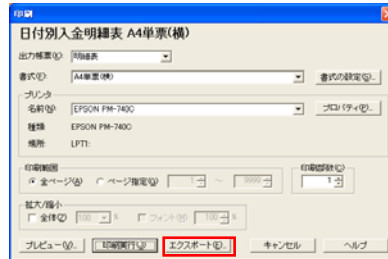 印刷
日付別入金明細表 A4単票(横)
出力帳票(K): 明細表
書式(F): A4単票(横) 書式の設定(S)...
プリンタ
名前(N): EPSON PM-740C プロパティ(P)...
種類 EPSON PM-740C
場所 LPT1:
印刷範囲 印刷部数(C)
全ページ(A) ページ指定(G) 1 ~ 9999 1
拡大/縮小
全体(Z) 100 % フォント(H) 100 %
プレビュー(V)... 印刷実行(J) エクスポート(E)... キャンセル ヘルプ